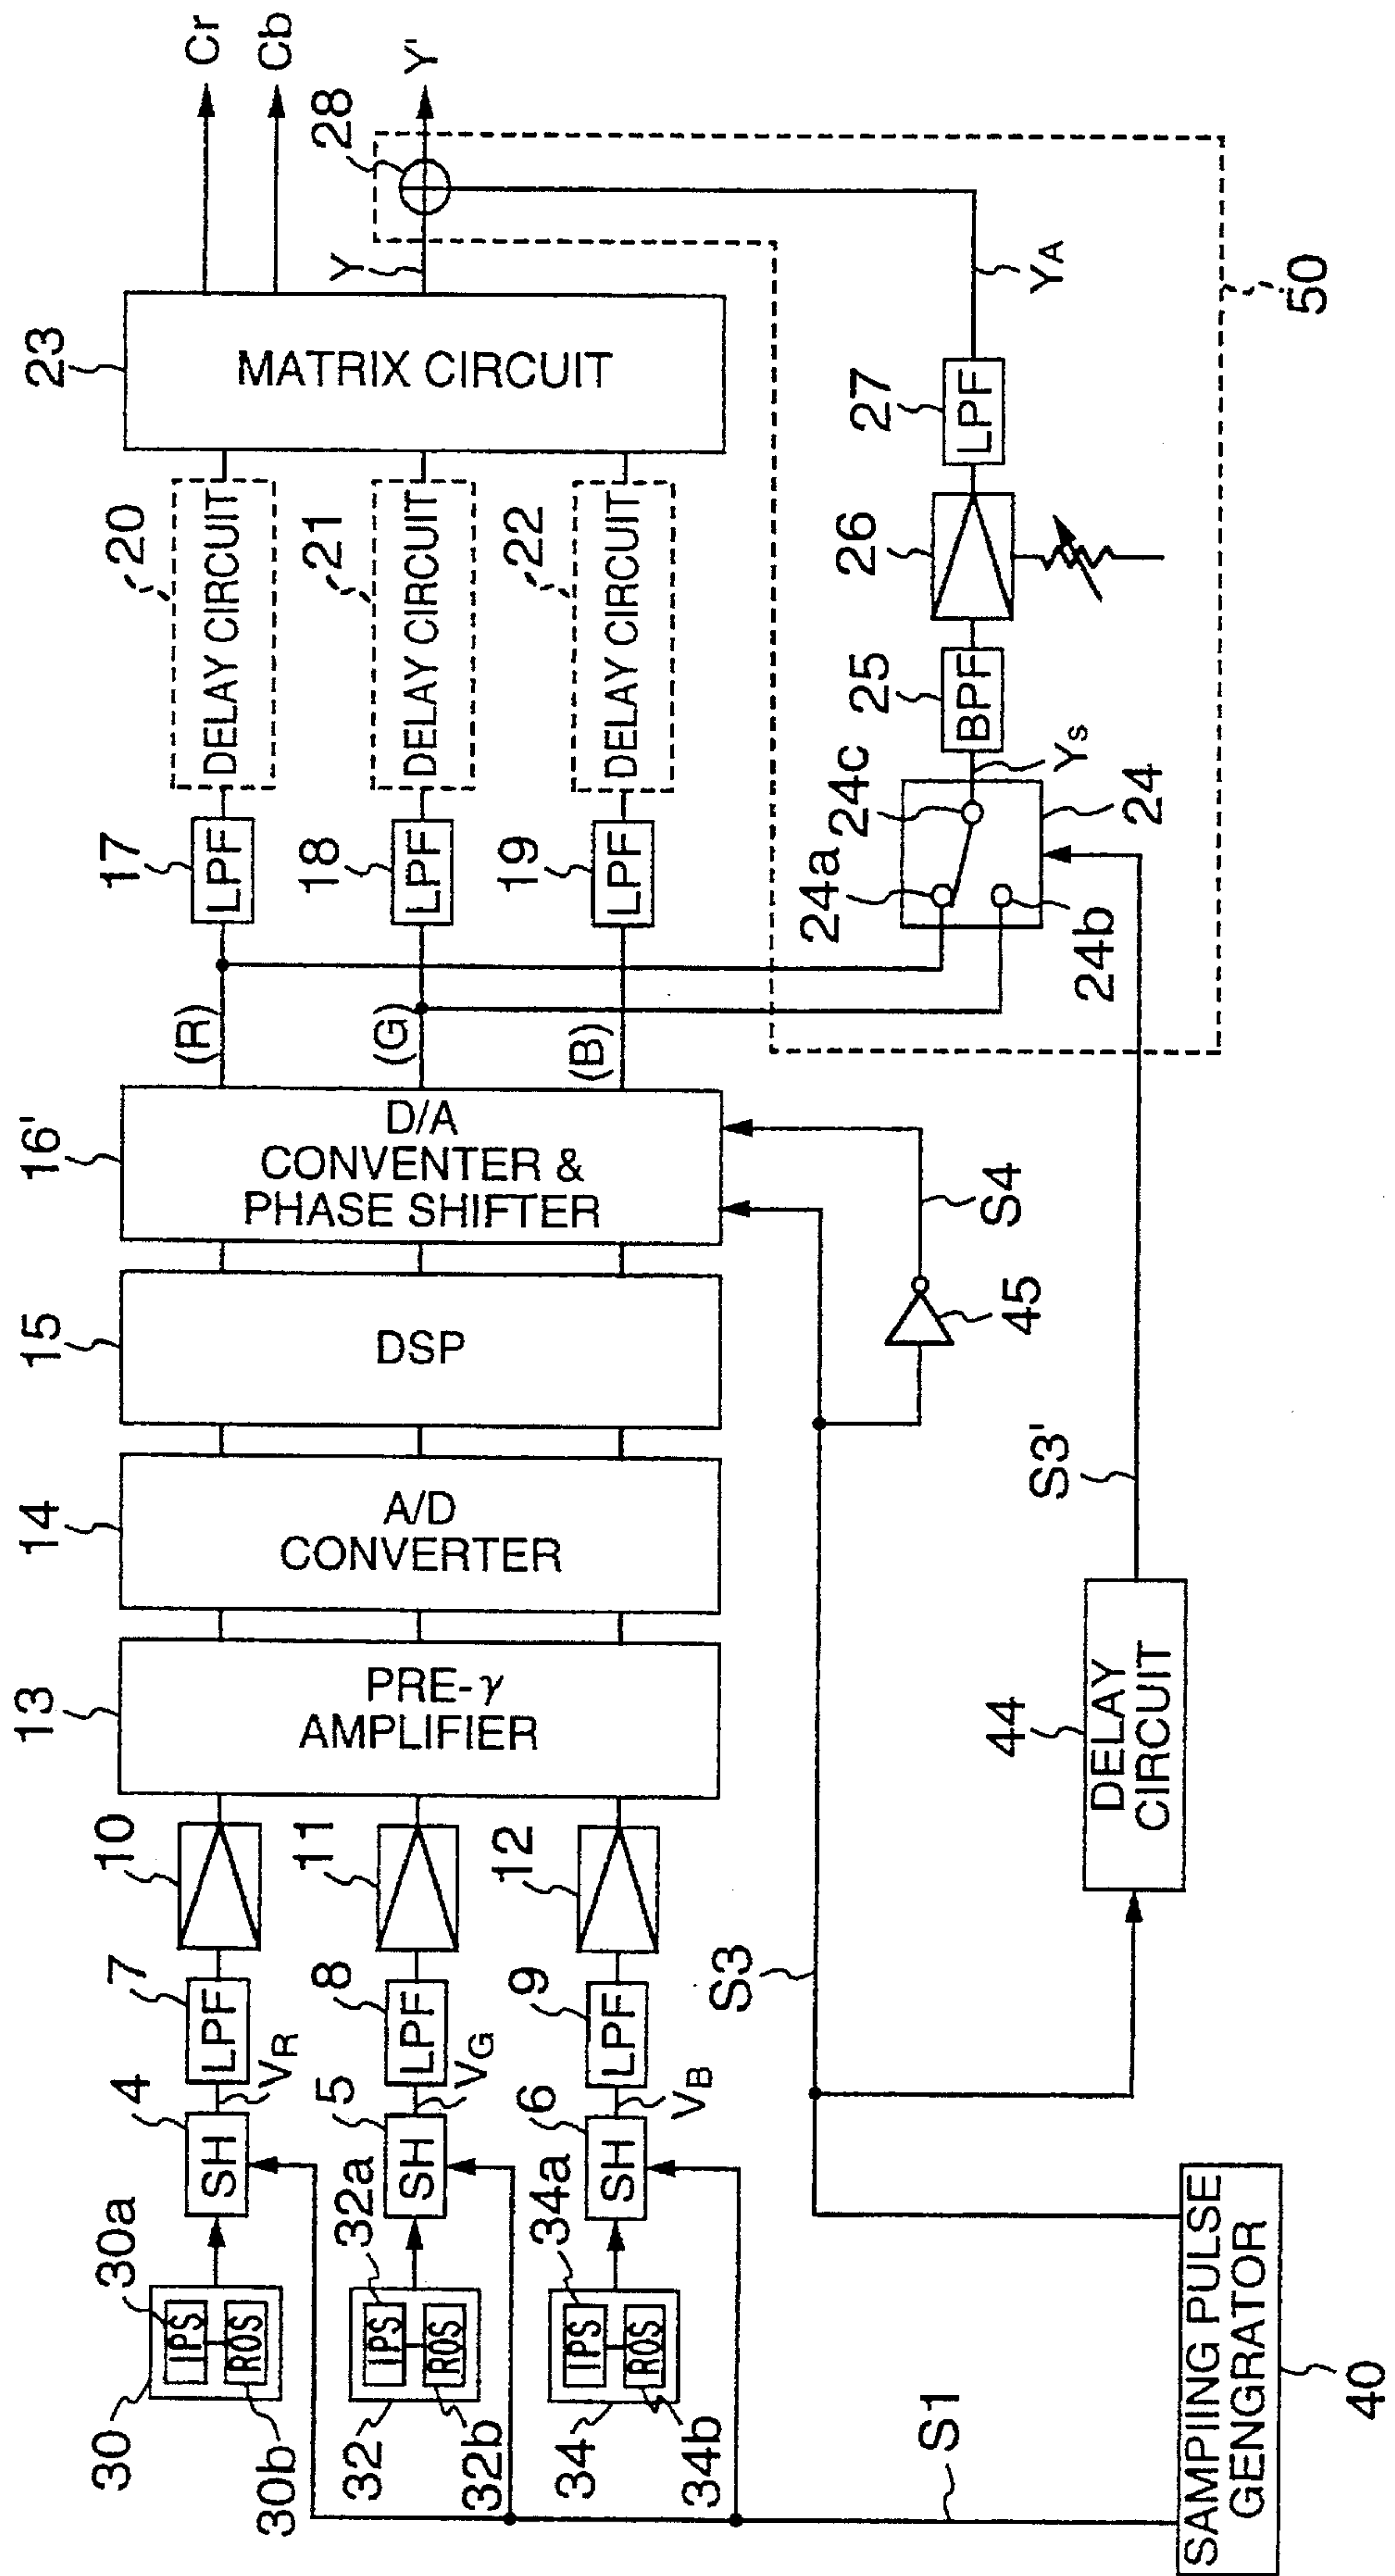 30
30a
IPS
ROS
30b
4
SH
VR
7
LPF
10
32
32a
IPS
ROS
32b
5
SH
VG
8
LPF
11
34
34a
IPS
ROS
34b
6
SH
VB
9
LPF
12
13
PRE-γ
AMPLIFIER
14
A/D
CONVERTER
15
DSP
16'
D/A
CONVENTER &
PHASE SHIFTER
(R)
(G)
(B)
17
LPF
18
LPF
19
LPF
20
DELAY CIRCUIT
21
DELAY CIRCUIT
22
DELAY CIRCUIT
23
MATRIX CIRCUIT
Cr
Cb
Y
28
Y'
S1
40
SAMPIING PULSE
GENGRATOR
S3
44
DELAY
CIRCUIT
S3'
45
S4
24a
24b
24c
24
YS
25
BPF
26
27
LPF
YA
50